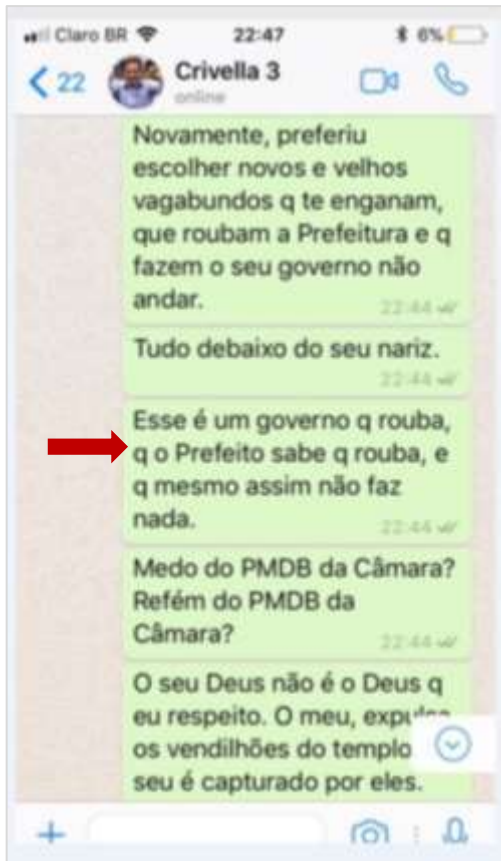 Claro BR 22:47 6%
22 Crivella 3
online
Novamente, preferiu
escolher novos e velhos
vagabundos q te enganam,
que roubam a Prefeitura e q
fazem o seu governo não
andar.
22:44
Tudo debaixo do seu nariz.
22:44
Esse é um governo q rouba,
q o Prefeito sabe q rouba, e
q mesmo assim não faz
nada.
22:44
Medo do PMDB da Câmara?
Refém do PMDB da
Câmara?
22:44
O seu Deus não é o Deus q
eu respeito. O meu, expulsa
os vendilhões do templo
seu é capturado por eles.